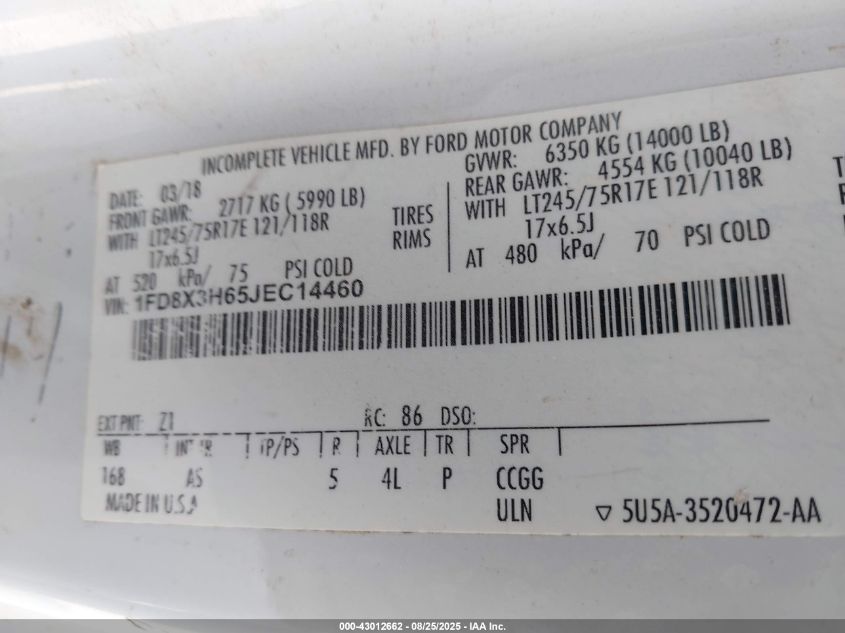 INCOMPLETE VEHICLE MFD. BY FORD MOTOR COMPANY
DATE: 03/18 GVWR: 6350 KG (14000 LB)
FRONT GAWR: 2717 KG ( 5990 LB) REAR GAWR: 4554 KG (10040 LB)
WITH LT245/75R17E 121/118R TIRES WITH LT245/75R17E 121/118R
17x6.5J RIMS 17x6.5J
AT 520 kPa/ 75 PSI COLD AT 480 kPa/ 70 PSI COLD
VIN: 1FD8X3H65JEC14460
EXT PNT: Z1 RC: 86 DSO:
WB TP/PS R AXLE TR SPR
168 AS 5 4L P CCGG
MADE IN U.S.A ULN ▽ 5U5A-3520472-AA
000-43012662 - 08/25/2025 - IAA Inc.